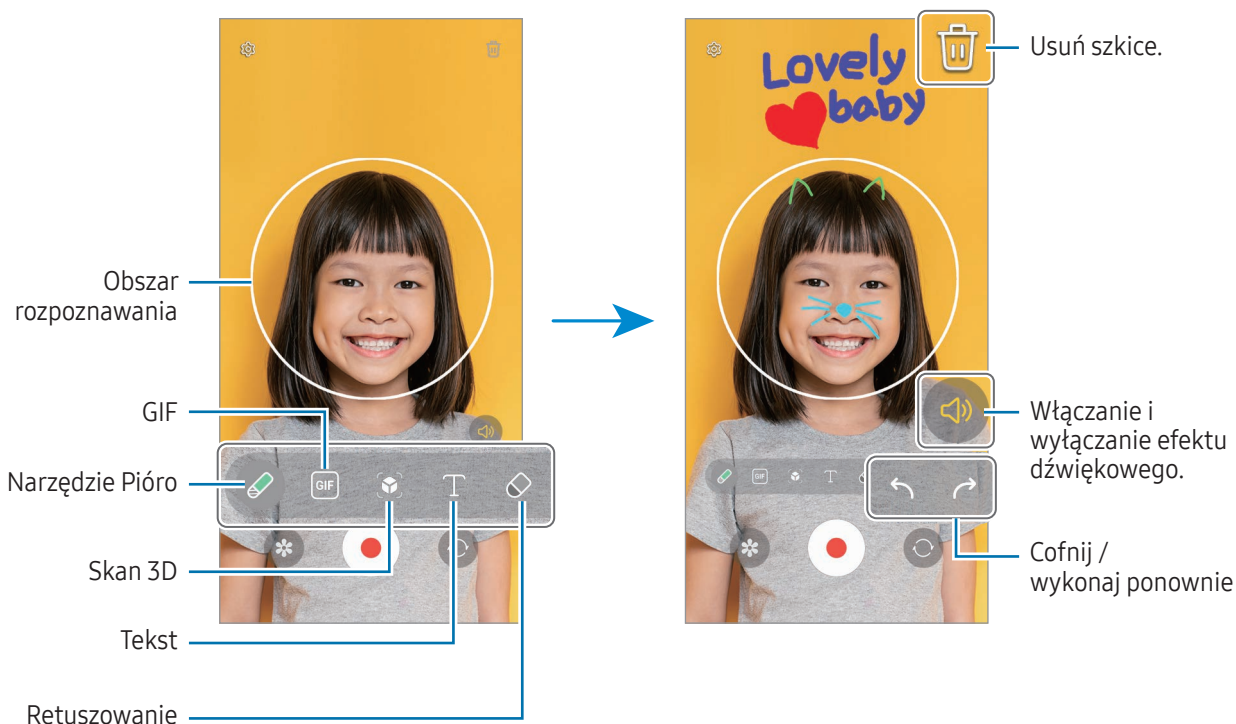 Lovely
baby
Usuń szkice.
Obszar
rozpoznawania
GIF
Narzędzie Pióro
GIF
Skan 3D
Tekst
Retuszowanie
GIF
Włączanie i
wyłączanie efektu
dźwiękowego.
Cofnij /
wykonaj ponownie